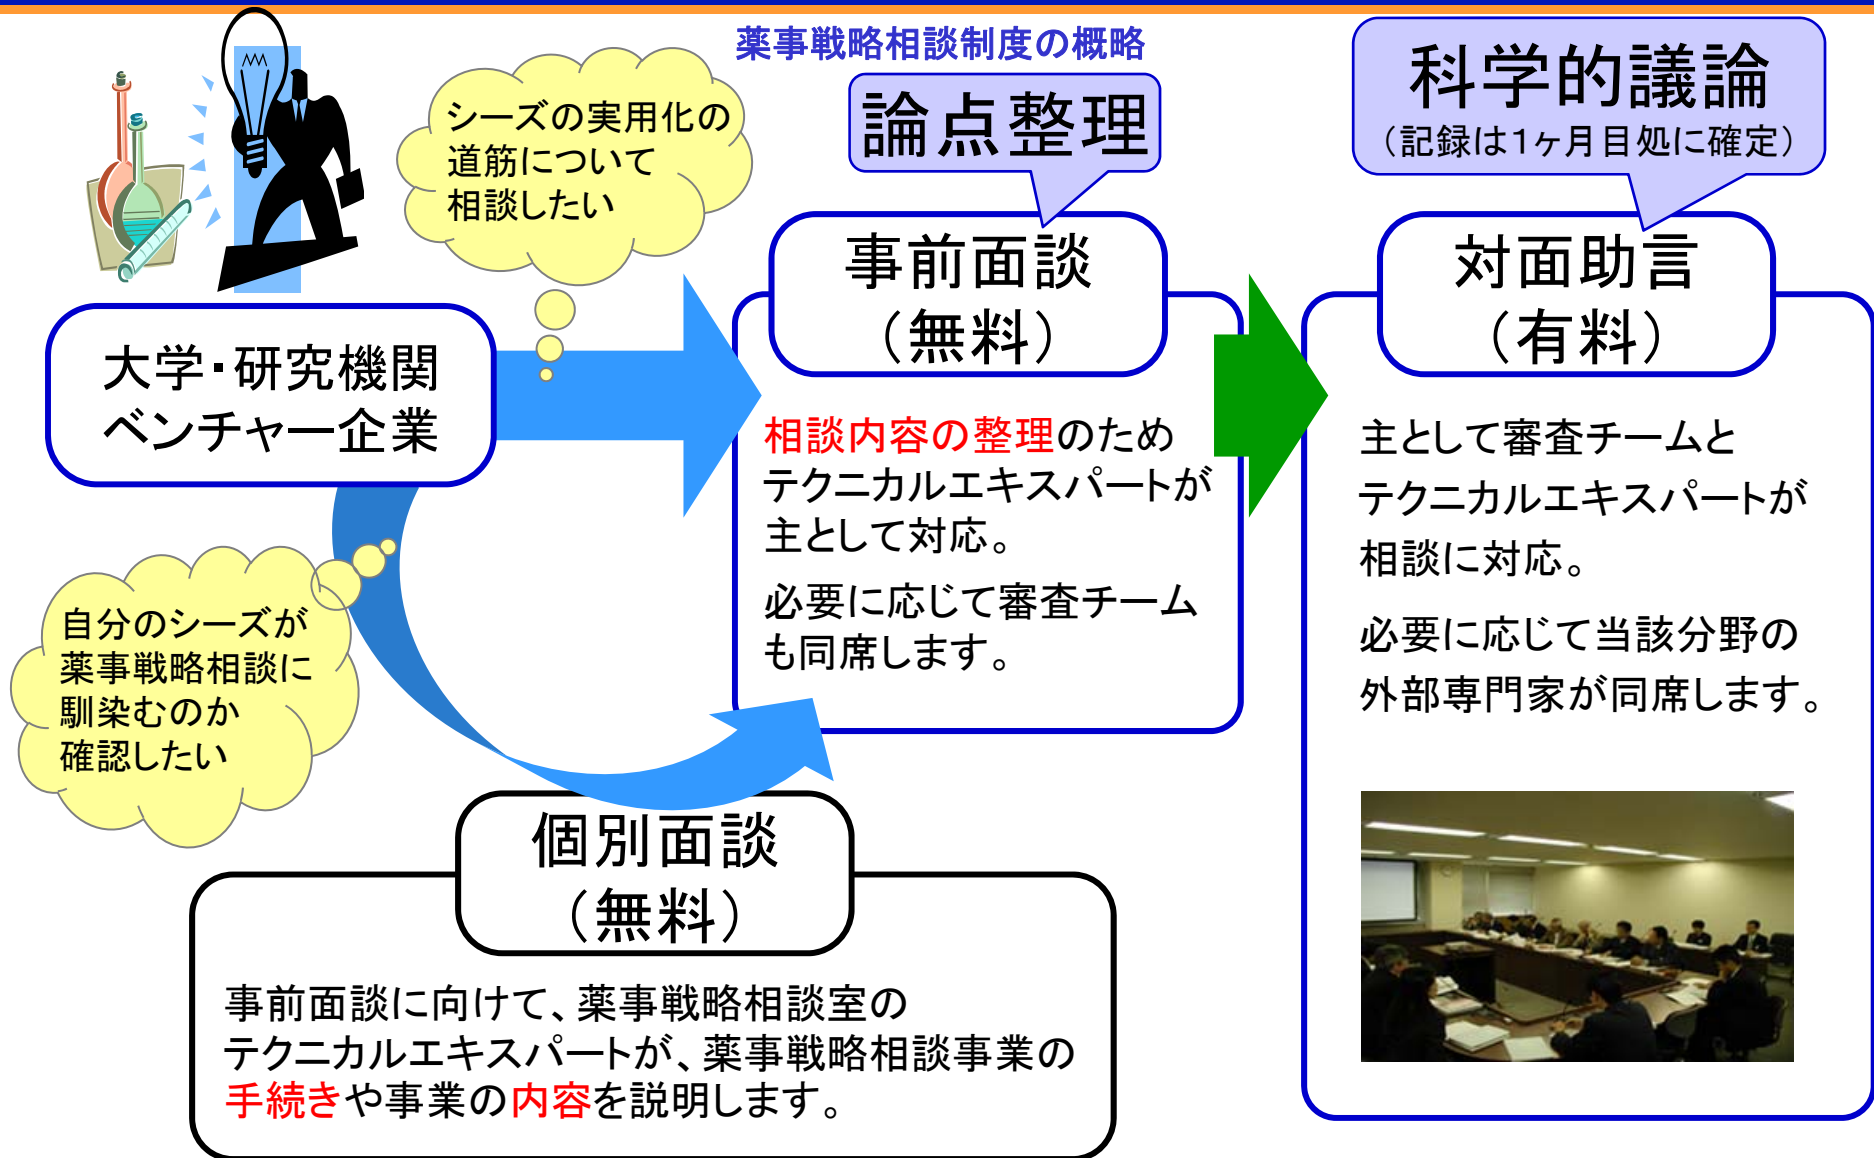 薬事戦略相談制度の概略
シーズの実用化の
道筋について
相談したい
論点整理
科学的議論
(記録は1ヶ月目処に確定)
大学・研究機関
ベンチャー企業
事前面談
(無料)
相談内容の整理のため
テクニカルエキスパートが
主として対応。
必要に応じて審査チーム
も同席します。
対面助言
(有料)
主として審査チームと
テクニカルエキスパートが
相談に対応。
必要に応じて当該分野の
外部専門家が同席します。
自分のシーズが
薬事戦略相談に
馴染むのか
確認したい
個別面談
(無料)
事前面談に向けて、薬事戦略相談室の
テクニカルエキスパートが、薬事戦略相談事業の
手続きや事業の内容を説明します。